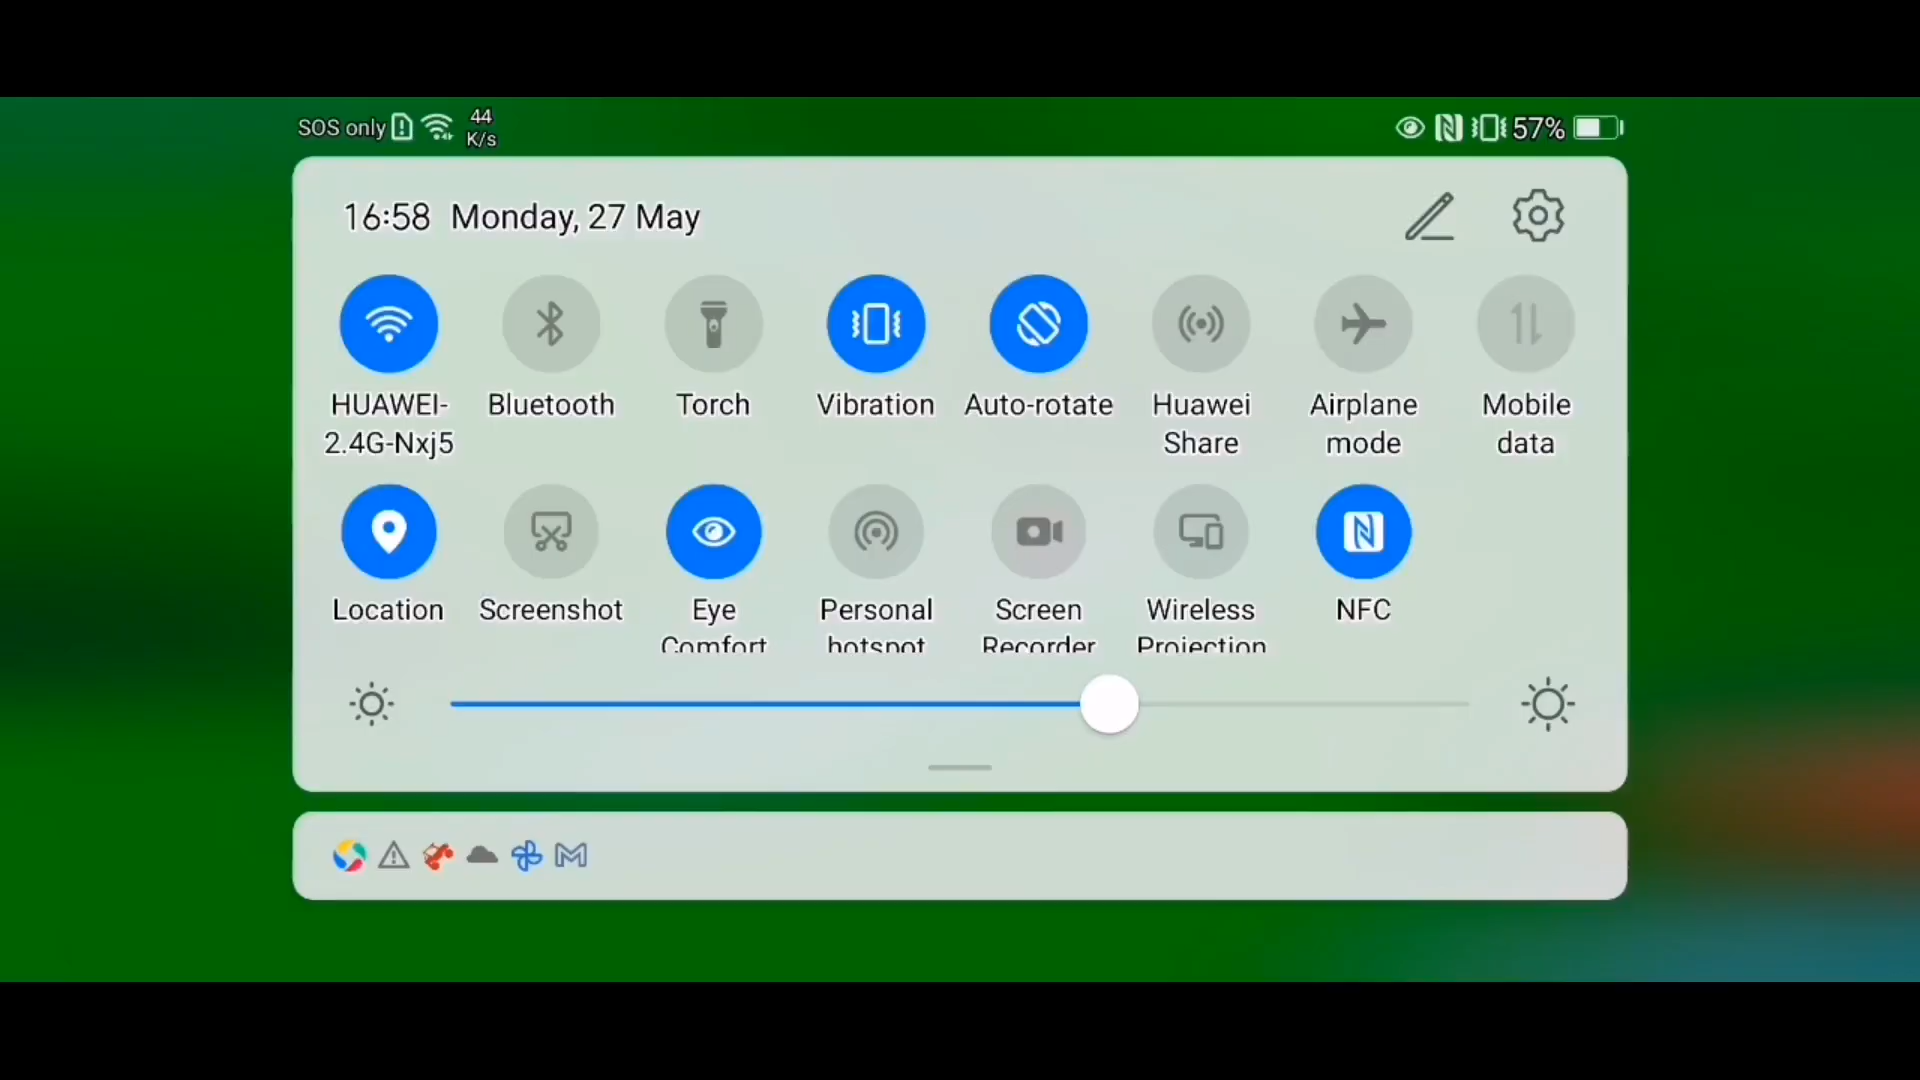 SOS only
44
K/s
57%
16:58 Monday, 27 May
HUAWEI-
2.4G-Nxj5
Bluetooth
Torch
Vibration
Auto-rotate
Huawei
Share
Airplane
mode
Mobile
data
Location
Screenshot
Eye
Comfort
Personal
hotspot
Screen
Recorder
Wireless
Projection
NFC